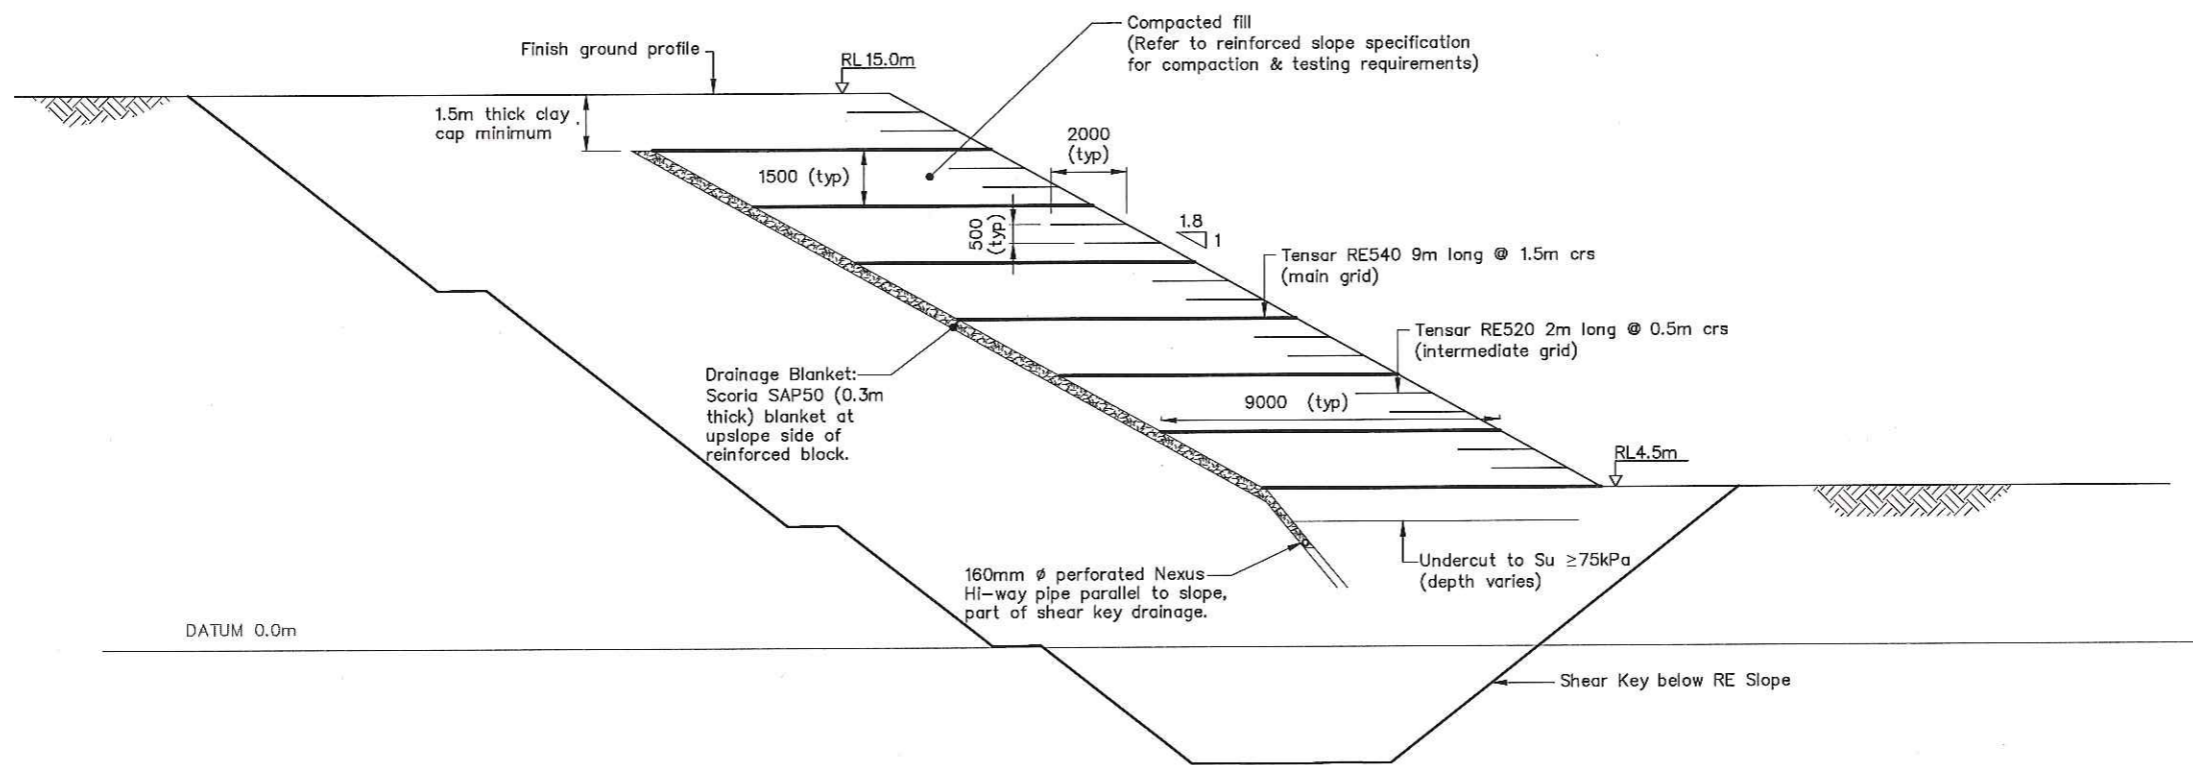 Compacted fill
(Refer to reinforced slope specification
for compaction & testing requirements)
Finish ground profile
RL 15.0m
1.5m thick clay
cap minimum
2000
(typ)
1500 (typ)
500
(typ)
1.8
1
Tensar RE540 9m long @ 1.5m crs
(main grid)
Tensar RE520 2m long @ 0.5m crs
(intermediate grid)
Drainage Blanket:
Scoria SAP50 (0.3m
thick) blanket at
upslope side of
reinforced block.
9000 (typ)
RL4.5m
Undercut to Su ≥75kPa
(depth varies)
160mm ø perforated Nexus
Hi-way pipe parallel to slope,
part of shear key drainage.
DATUM 0.0m
Shear Key below RE Slope